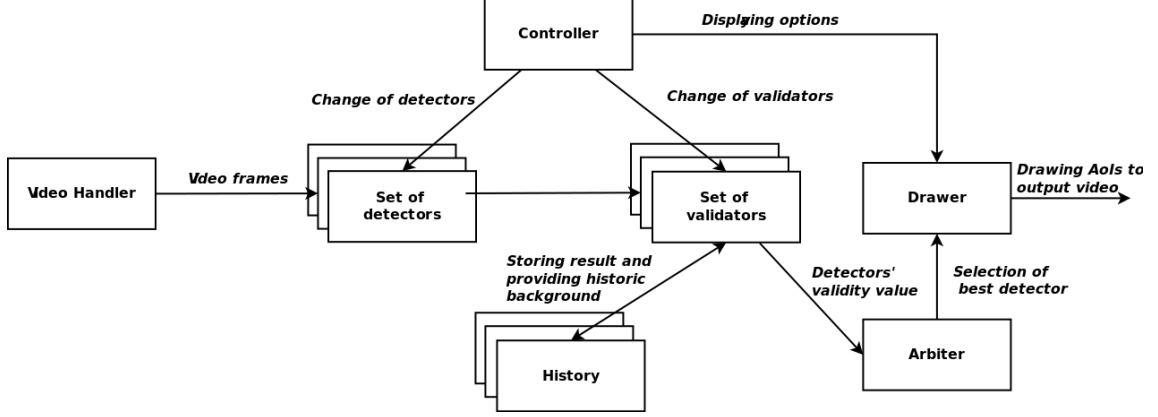 Displaying options
Controller
Change of detectors
Change of validators
Video Handler
Video frames
Set of
detectors
Set of
validators
Drawer
Drawing AoIs to
output video
Storing result and
providing historic
background
Detectors'
validity value
Selection of
best detector
History
Arbiter